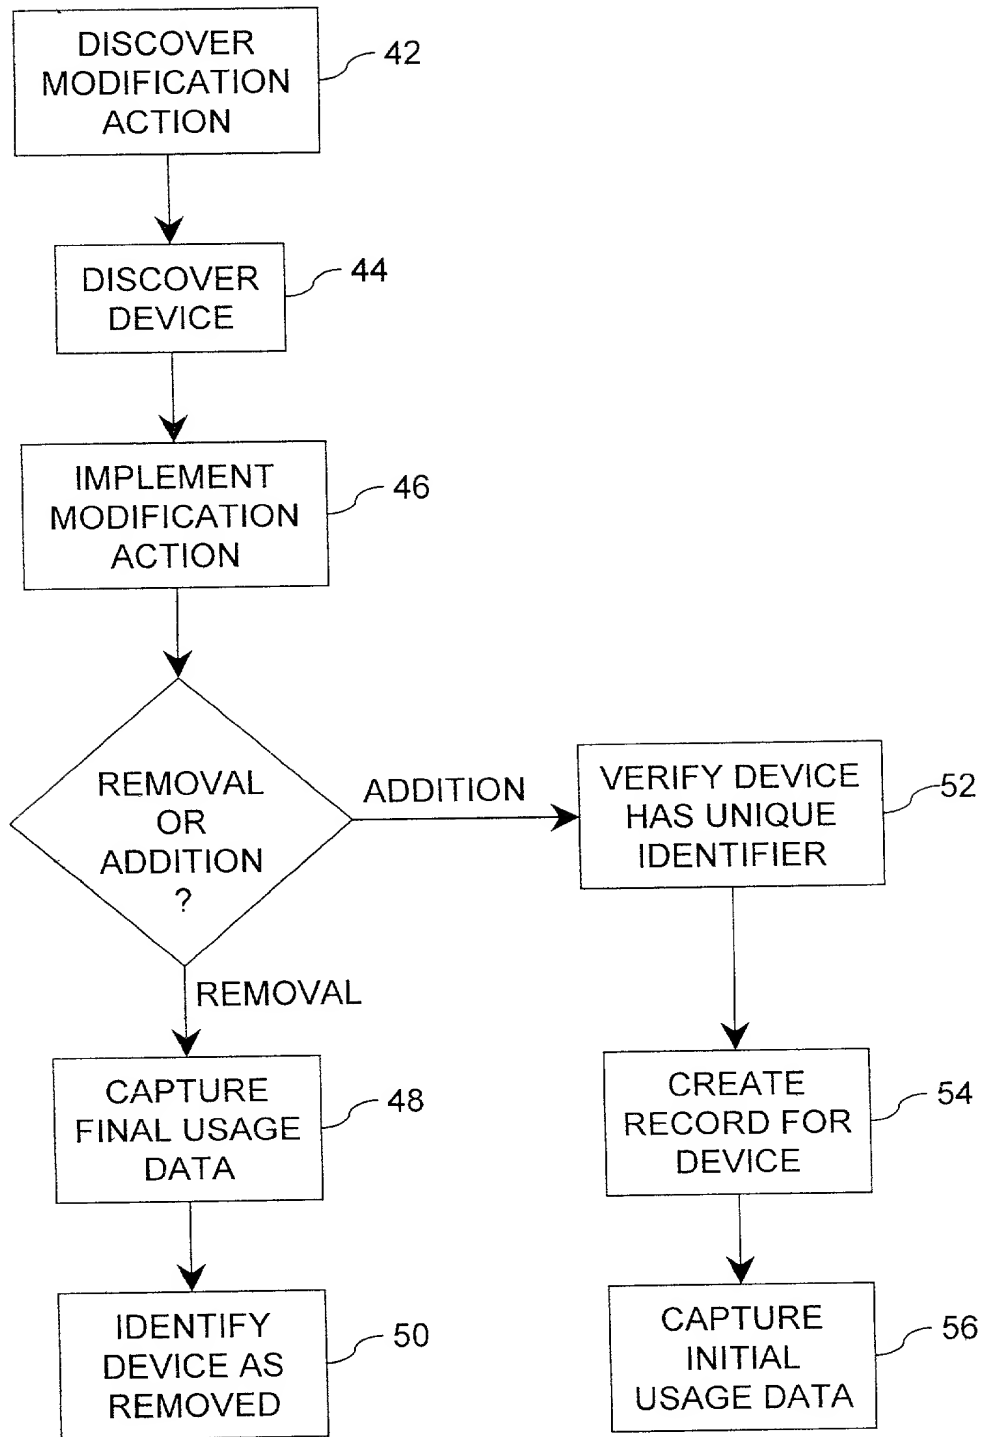 DISCOVER
MODIFICATION
ACTION
42
DISCOVER
DEVICE
44
IMPLEMENT
MODIFICATION
ACTION
46
REMOVAL
OR
ADDITION
?
ADDITION
VERIFY DEVICE
HAS UNIQUE
IDENTIFIER
52
REMOVAL
CAPTURE
FINAL USAGE
DATA
48
CREATE
RECORD FOR
DEVICE
54
IDENTIFY
DEVICE AS
REMOVED
50
CAPTURE
INITIAL
USAGE DATA
56